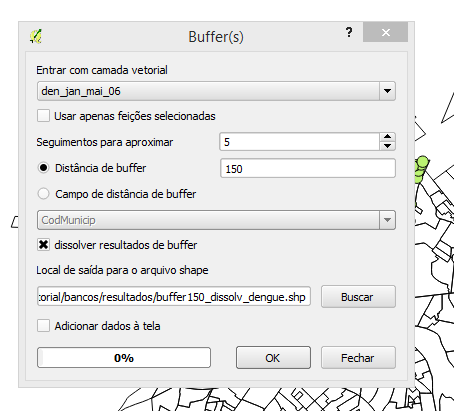 Buffer(s)
?
Entrar com camada vetorial
den_jan_mai_06
Usar apenas feições selecionadas
Seguimentos para aproximar
5
Distância de buffer
150
Campo de distância de buffer
CodMunicip
dissolver resultados de buffer
Local de saída para o arquivo shape
torial/bancos/resultados/buffer150_dissolv_dengue.shp
Buscar
Adicionar dados à tela
0%
OK
Fechar